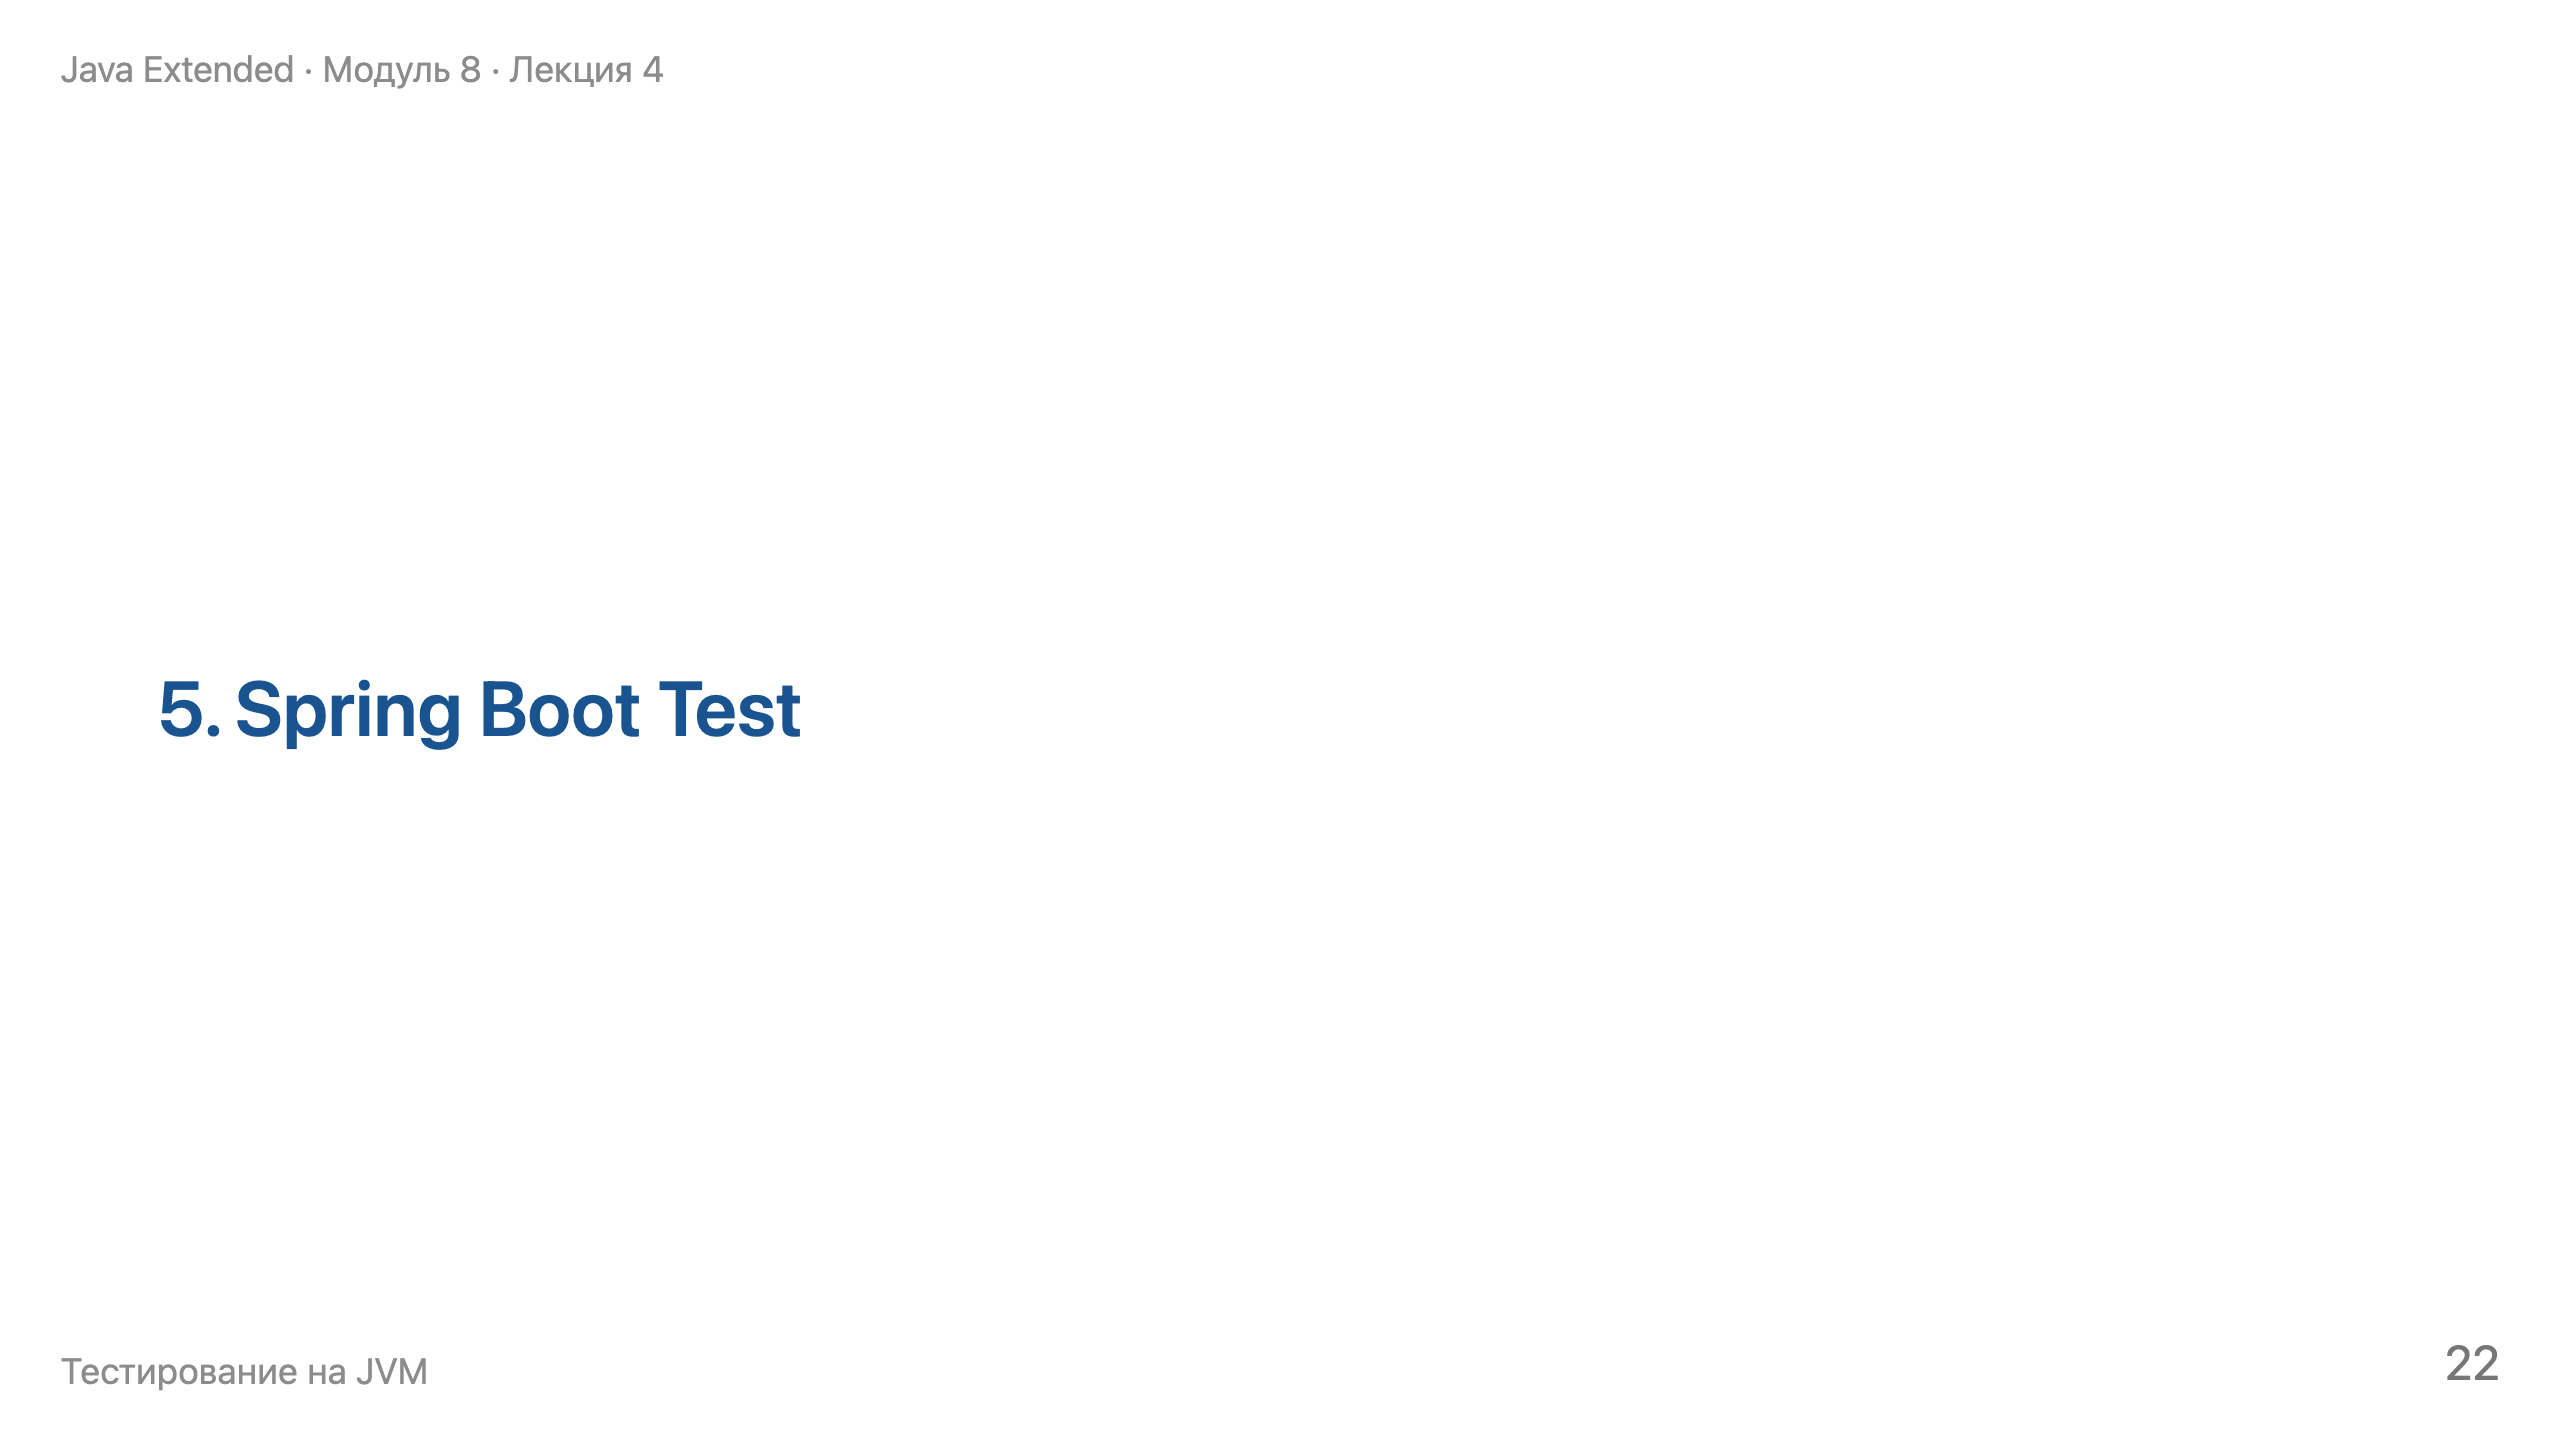 Java Extended · Модуль 8 · Лекция 4
5. Spring Boot Test
Тестирование на JVM
22